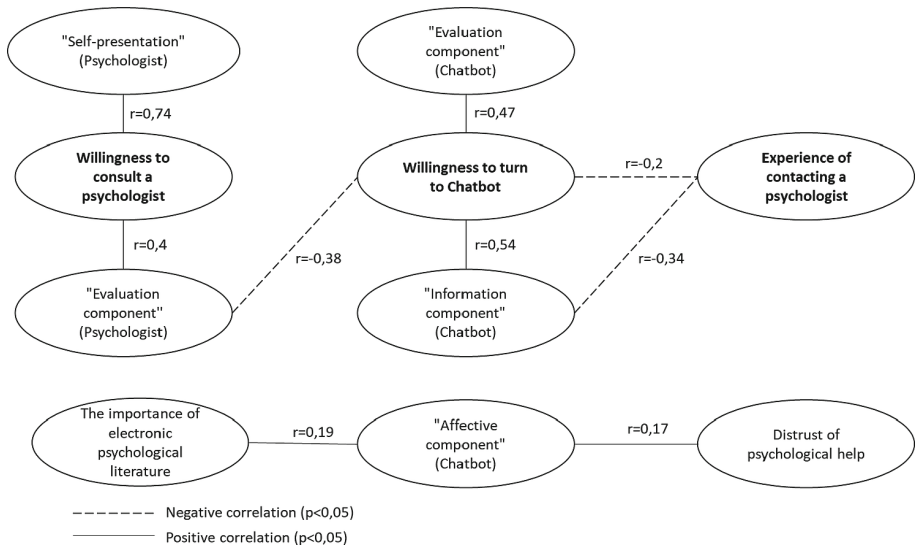 "Self-presentation"
(Psychologist)
"Evaluation
component"
(Chatbot)
r=0,74
r=0,47
Willingness to
consult a
psychologist
Willingness to turn
to Chatbot
r=-0,2
Experience of
contacting a
psychologist
r=0,4
r=-0,38
r=0,54
r=-0,34
"Evaluation
component"
(Psychologist)
"Information
component"
(Chatbot)
The importance of
electronic
psychological
literature
r=0,19
"Affective
component"
(Chatbot)
r=0,17
Distrust of
psychological help
Negative correlation (p<0,05)
Positive correlation (p<0,05)